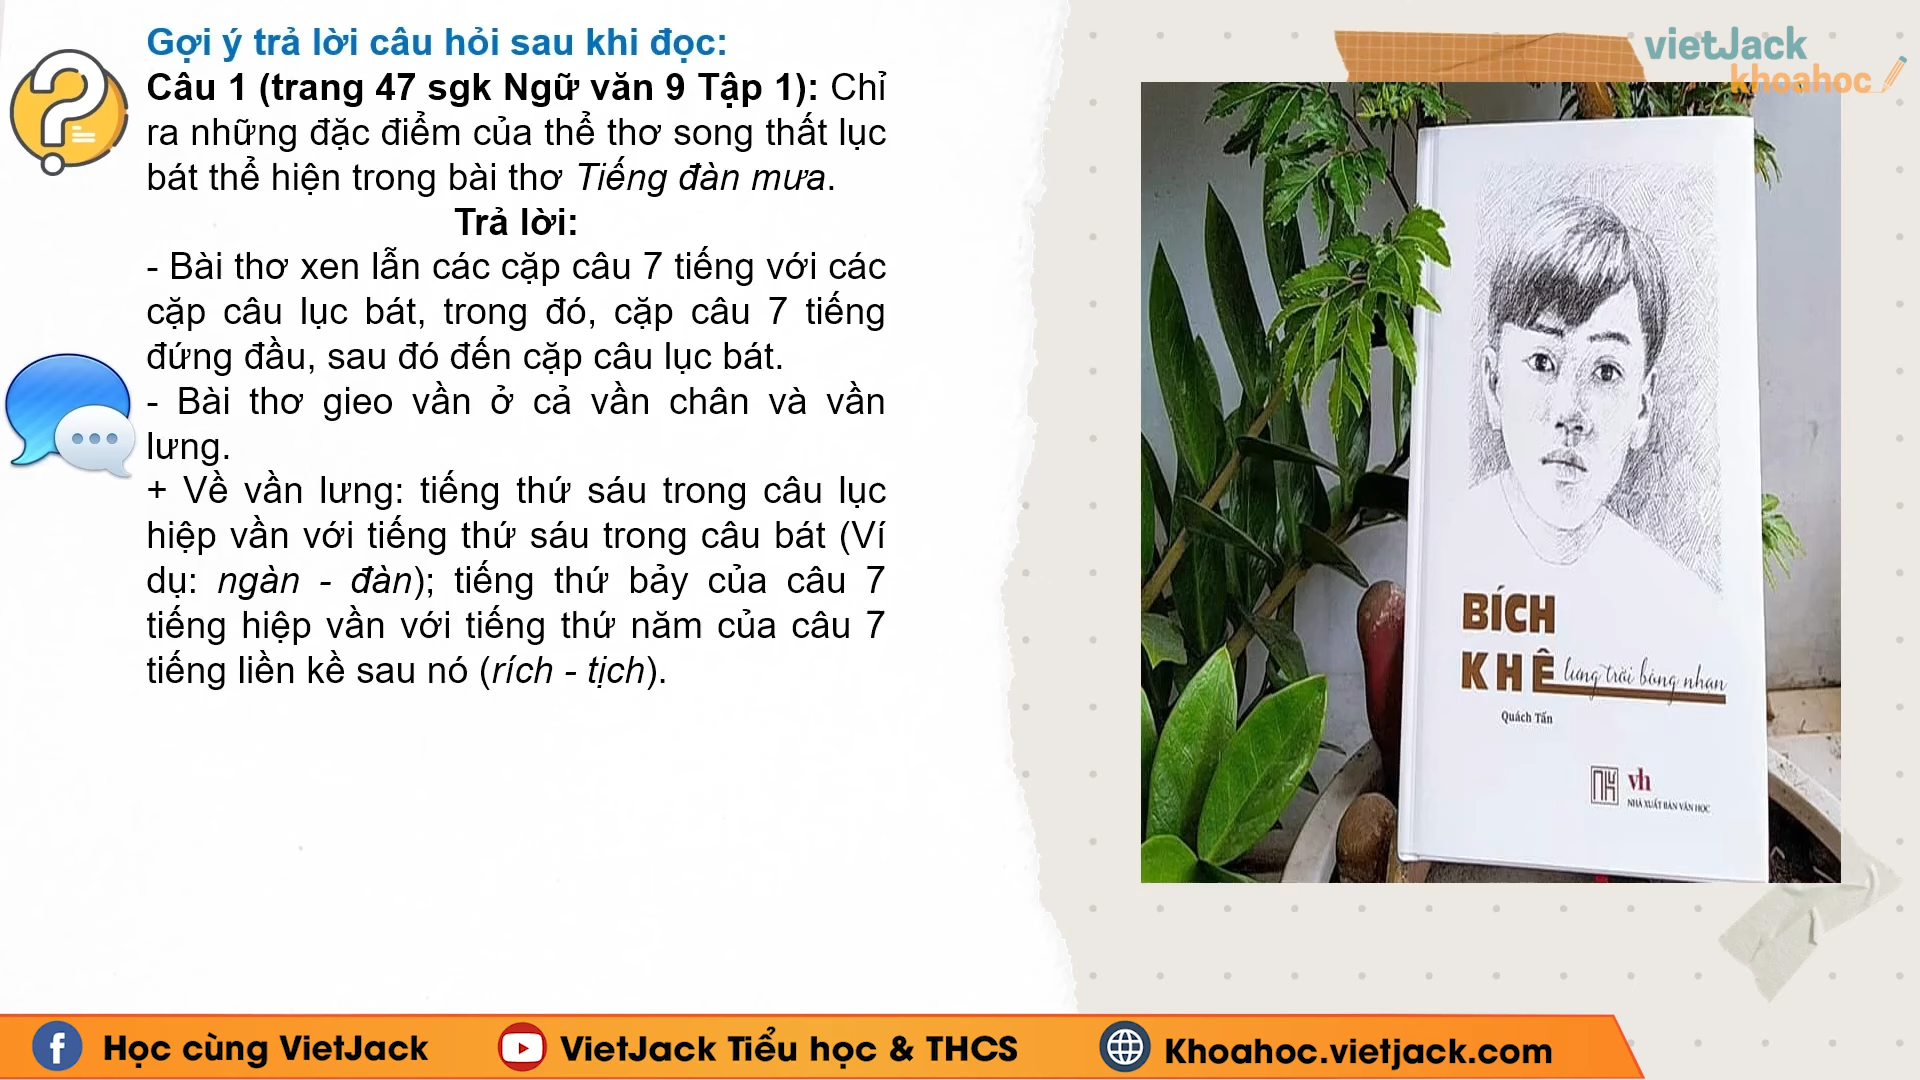 Gợi ý trả lời câu hỏi sau khi đọc:
Câu 1 (trang 47 sgk Ngữ văn 9 Tập 1): Chỉ
ra những đặc điểm của thể thơ song thất lục
bát thể hiện trong bài thơ Tiếng đàn mưa.
Trả lời:
- Bài thơ xen lẫn các cặp câu 7 tiếng với các
cặp câu lục bát, trong đó, cặp câu 7 tiếng
đứng đầu, sau đó đến cặp câu lục bát.
- Bài thơ gieo vần ở cả vần chân và vần
lưng.
+ Về vần lưng: tiếng thứ sáu trong câu lục
hiệp vần với tiếng thứ sáu trong câu bát (Ví
dụ: ngàn - đàn); tiếng thứ bảy của câu 7
tiếng hiệp vần với tiếng thứ năm của câu 7
tiếng liền kề sau nó (rích - tịch).
vietJack
khoahoc
BÍCH
KHÊ lưng trời bóng nhạn
Quách Tấn
vh
NHÀ XUẤT BẢN VĂN HỌC
Học cùng VietJack
VietJack Tiểu học & THCS
Khoahoc.vietjack.com